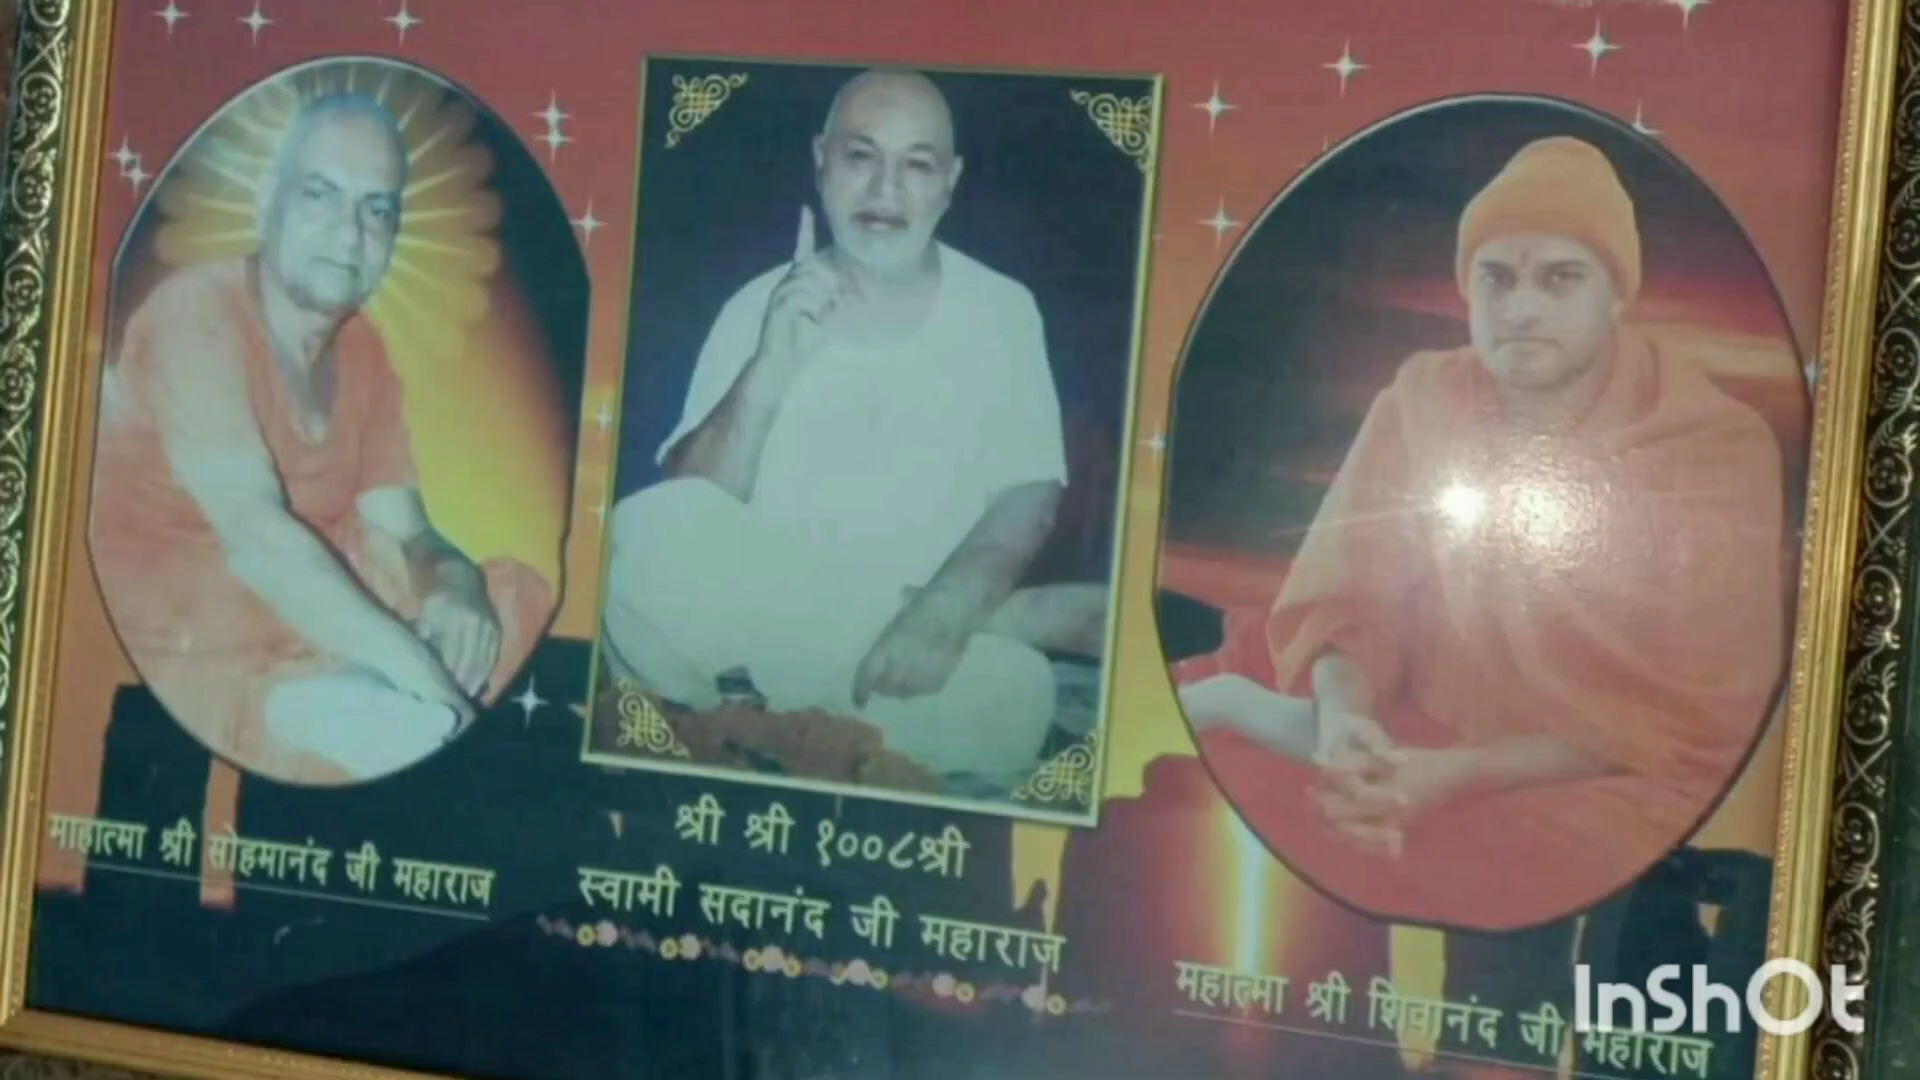 माहात्मा श्री सोहमानंद जी महाराज
श्री श्री १००८श्री
स्वामी सदानंद जी महाराज
महात्मा श्री शिवानंद जी महाराज
InShOt